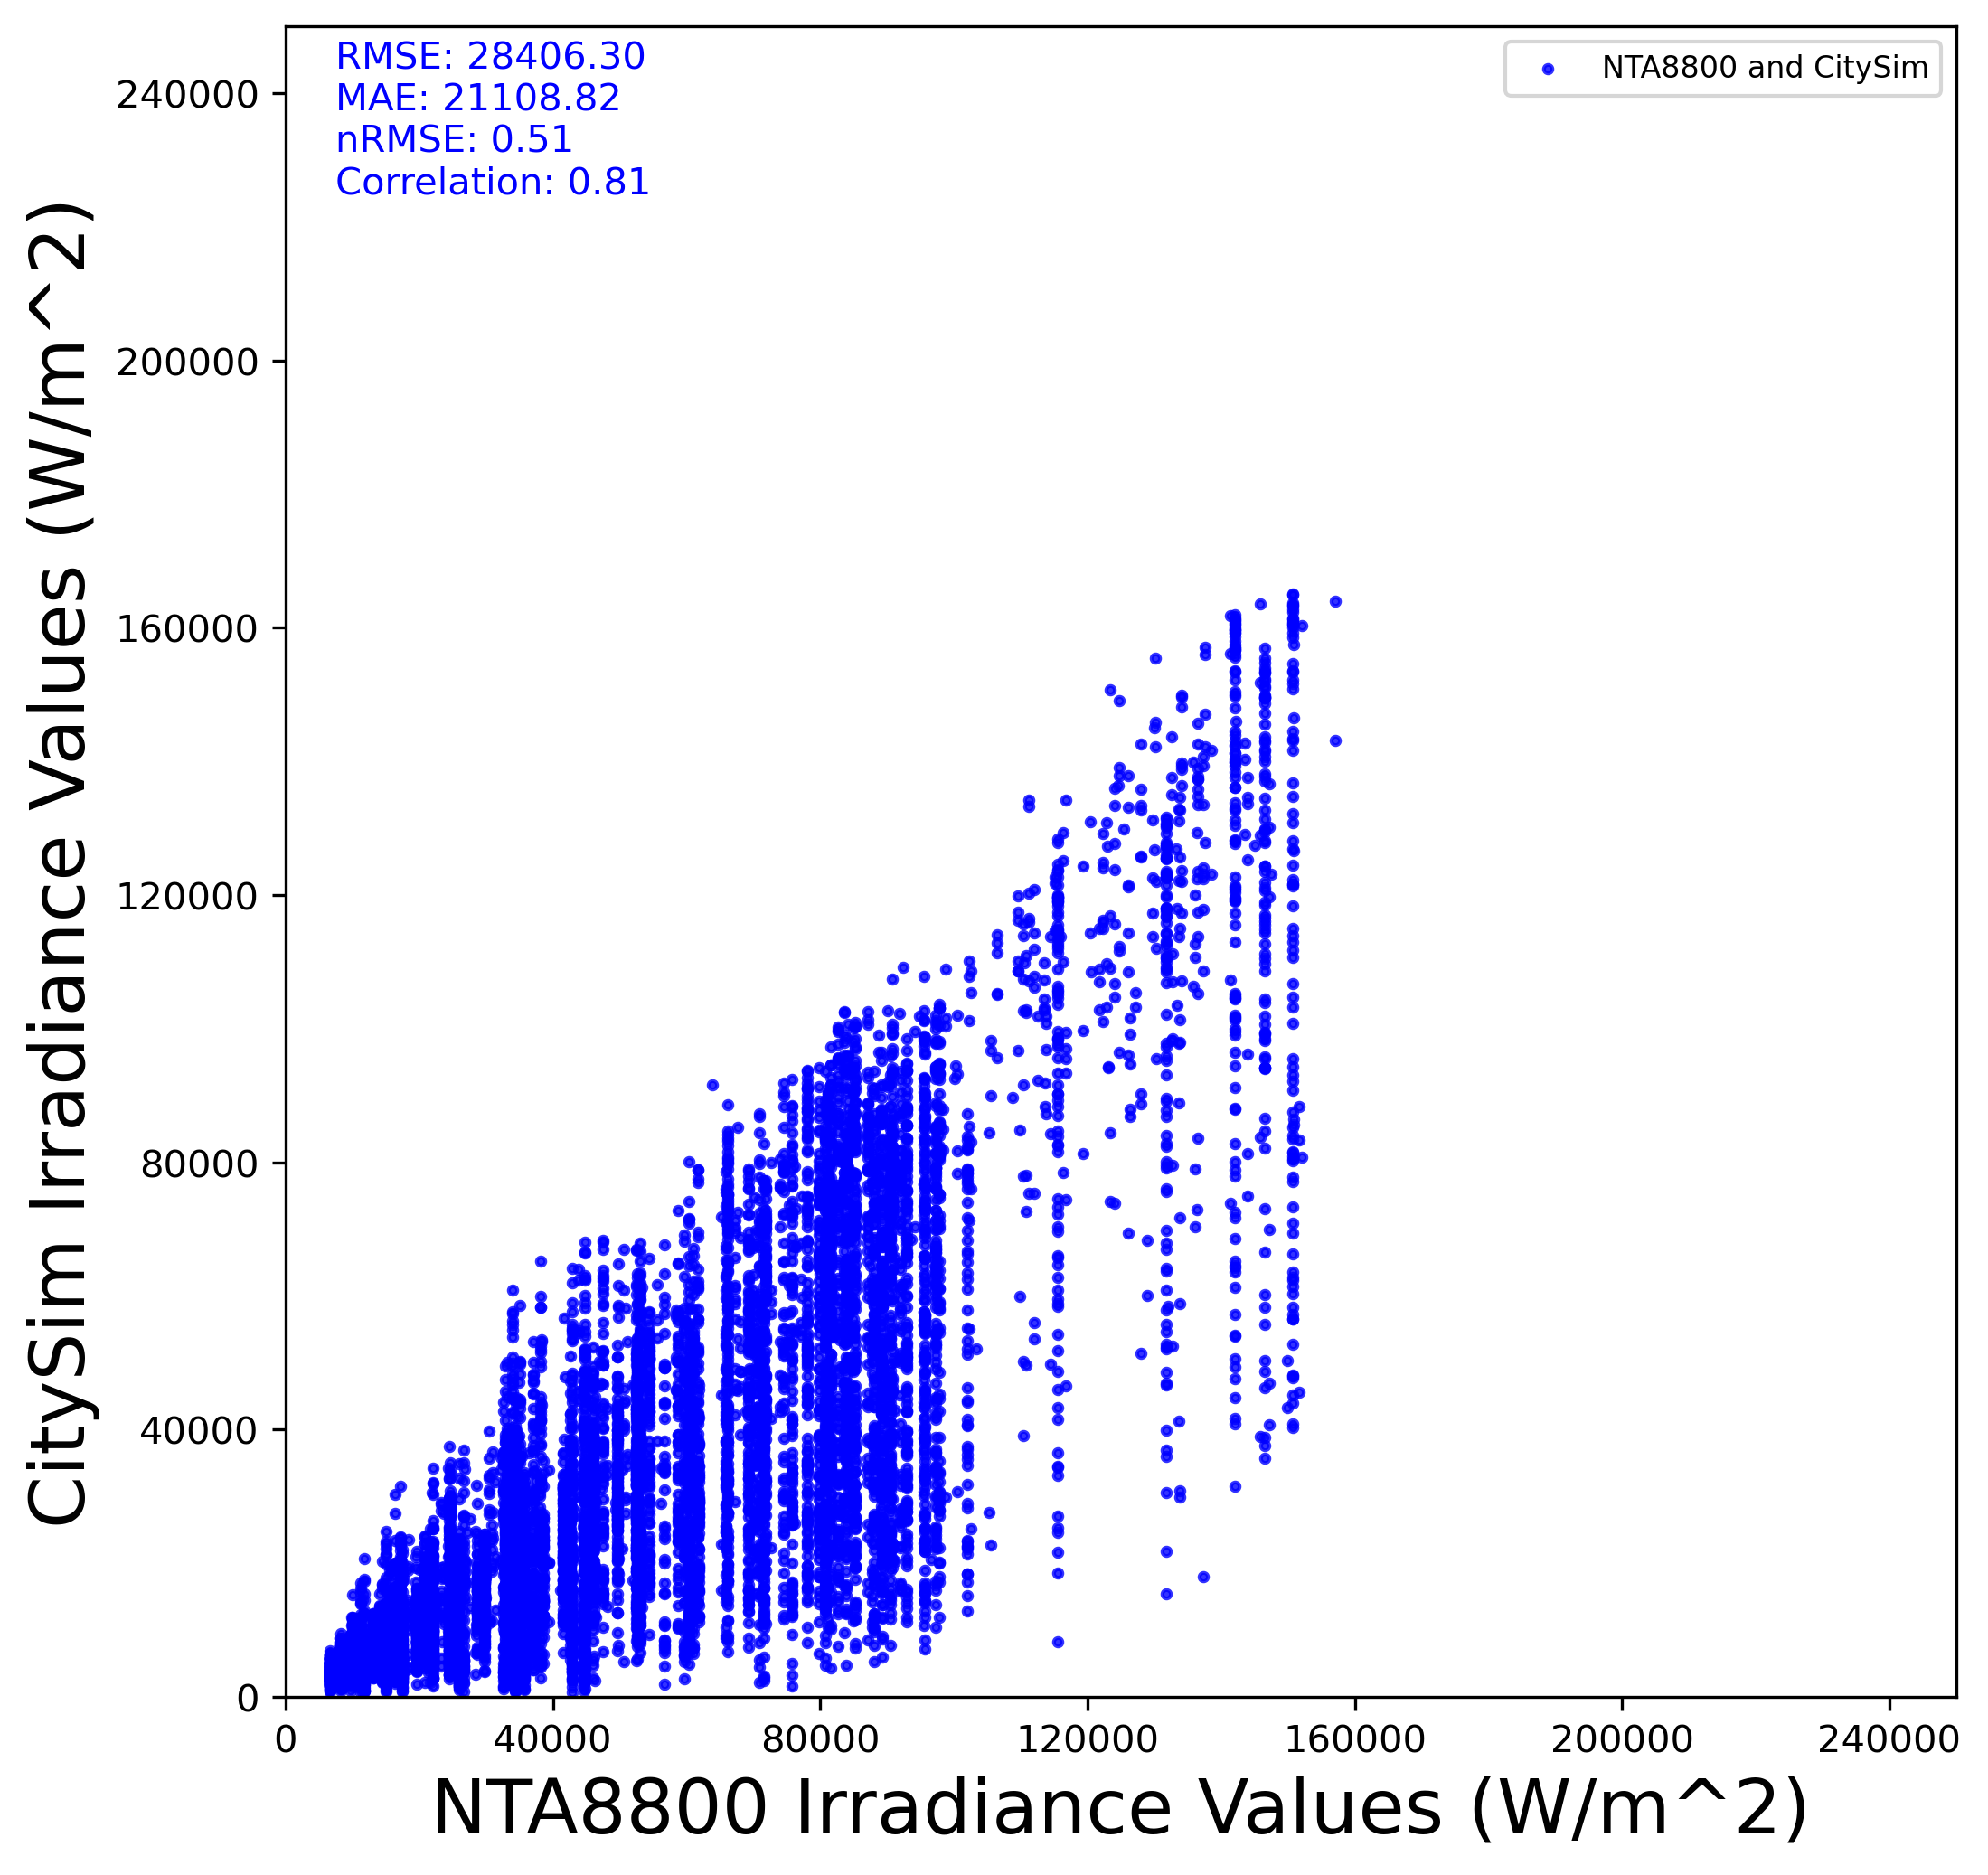 RMSE: 28406.30
MAE: 21108.82
nRMSE: 0.51
Correlation: 0.81
NTA8800 and CitySim
CitySim Irradiance Values (W/m^2)
240000
200000
160000
120000
80000
40000
0
0 40000 80000 120000 160000 200000 240000
NTA8800 Irradiance Values (W/m^2)